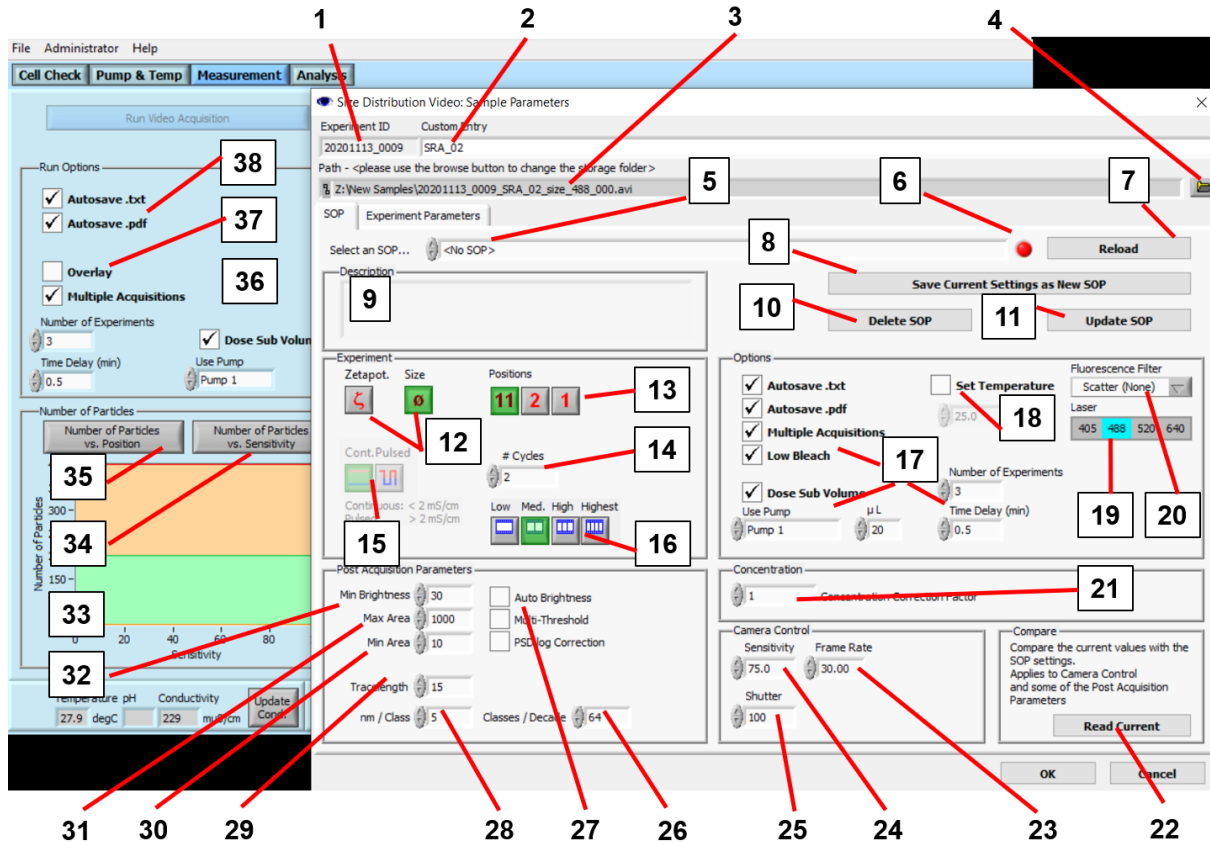 1 2 3 4
File Administrator Help
Cell Check Pump & Temp Measurement Analysis
Size Distribution Video: Sample Parameters
Run Video Acquisition
Experiment ID Custom Entry
20201113_0009 SRA_02
Path - <please use the browse button to change the storage folder>
Z:\New Samples\20201113_0009_SRA_02_size_488_000.avi
5 6 7
SOP Experiment Parameters
Select an SOP... <No SOP> Reload
8
Save Current Settings as New SOP
Description
9 10 11
Delete SOP Update SOP
Run Options
38
Autosave .txt
Autosave .pdf
37
Overlay
36
Multiple Acquisitions
Number of Experiments
3
Dose Sub Volum
Time Delay (min) Use Pump
0.5 Pump 1
Experiment
Zetapot. Size Positions
ζ ø 11 2 1
13
12
14
Cont. Pulsed # Cycles
2
Continuous: < 2 mS/cm
> 2 mS/cm
15
Low Med. High Highest
16
Options
Autosave .txt
Autosave .pdf
Multiple Acquisitions
Low Bleach
Set Temperature
25.0
18
Fluorescence Filter
Scatter (None)
Laser
405 488 520 640
17
Number of Experiments
3
Dose Sub Volume
Use Pump µL Time Delay (min)
Pump 1 20 0.5
19 20
Number of Particles
Number of Particles vs. Position
Number of Particles vs. Sensitivity
35
34
Number of Particles
300
150
33
0 20 40 60 80
Sensitivity
32
Temperature pH Conductivity
27.9 degC 229 muS/cm
Update Cond.
Post Acquisition Parameters
Min Brightness 30 Auto Brightness
Max Area 1000 Multi-Threshold
Min Area 10 PSD log Correction
Tracelength 15
nm / Class 5 Classes / Decade 64
Concentration
1 Concentration Correction Factor
21
Camera Control
Sensitivity Frame Rate
75.0 30.00
Shutter
100
Compare
Compare the current values with the
SOP settings.
Applies to Camera Control
and some of the Post Acquisition
Parameters
Read Current
OK Cancel
31 30 29 28 27 26 25 24 23 22